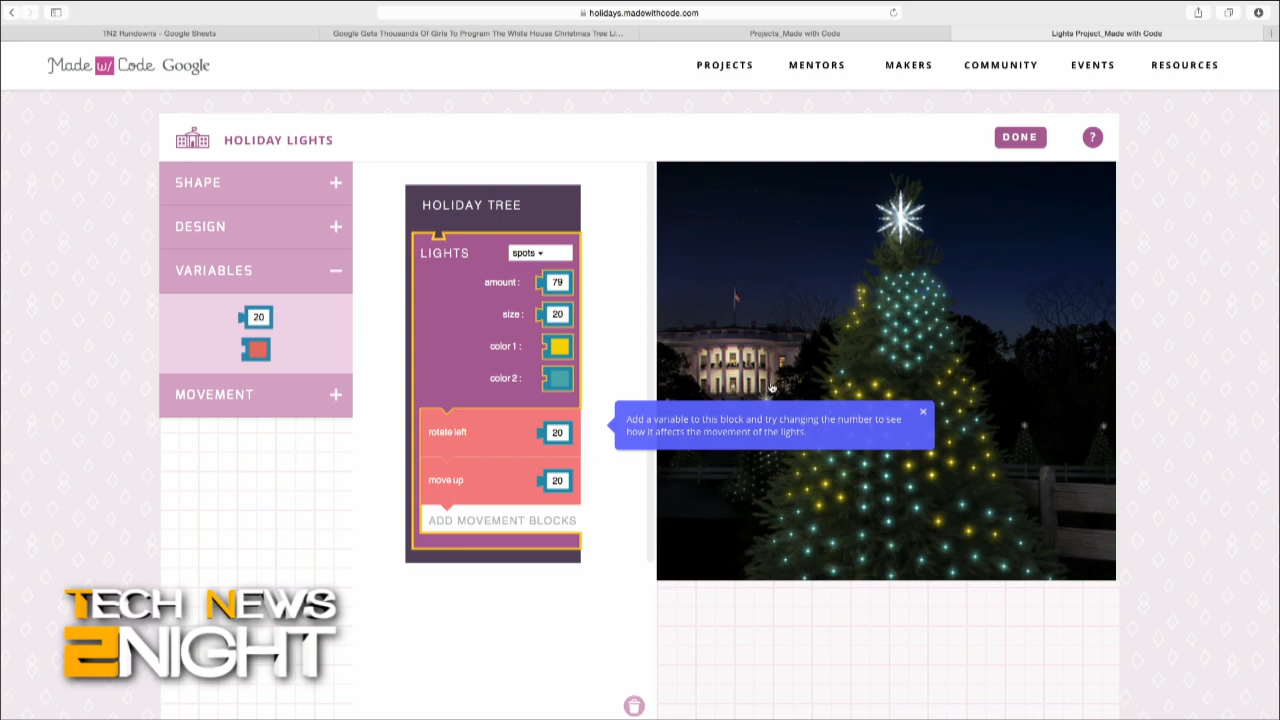 holidays.madewithcode.com
TN2 Rundowns - Google Sheets
Google Gets Thousands Of Girls To Program The White House Christmas Tree Li...
Projects_Made with Code
Lights Project_Made with Code
Made w/ Code Google
PROJECTS
MENTORS
MAKERS
COMMUNITY
EVENTS
RESOURCES
HOLIDAY LIGHTS
DONE
?
SHAPE
DESIGN
VARIABLES
20
MOVEMENT
HOLIDAY TREE
LIGHTS spots
amount : 79
size : 20
color 1 :
color 2 :
rotate left 20
move up 20
ADD MOVEMENT BLOCKS
Add a variable to this block and try changing the number to see
how it affects the movement of the lights.
TECH NEWS
2NIGHT